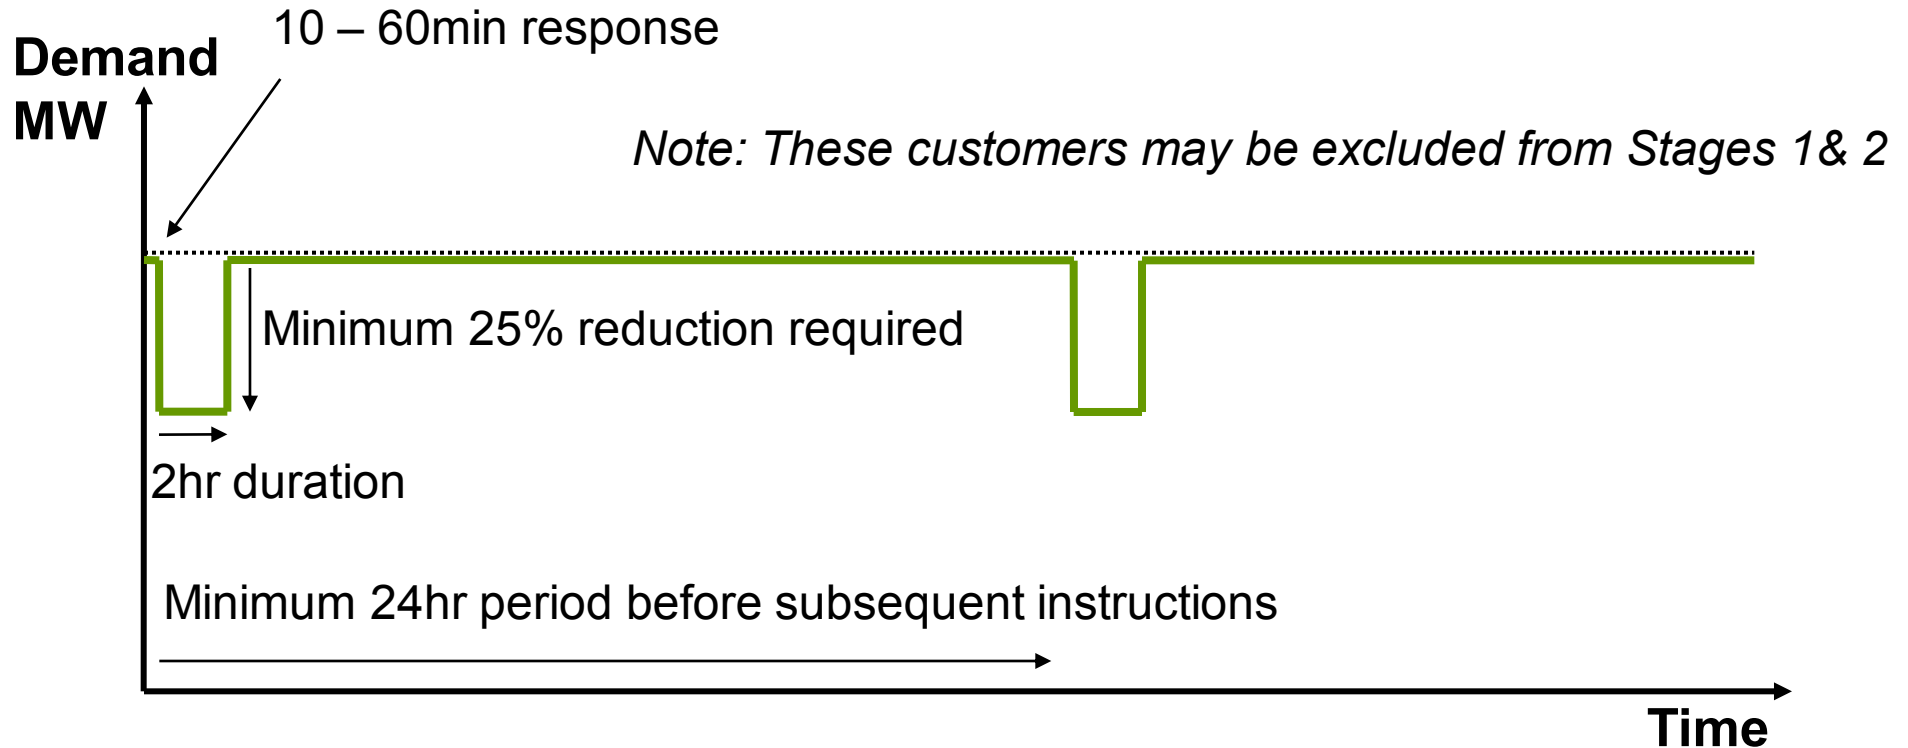 10 – 60min response
Demand
MW
Note: These customers may be excluded from Stages 1& 2
Minimum 25% reduction required
2hr duration
Minimum 24hr period before subsequent instructions
Time